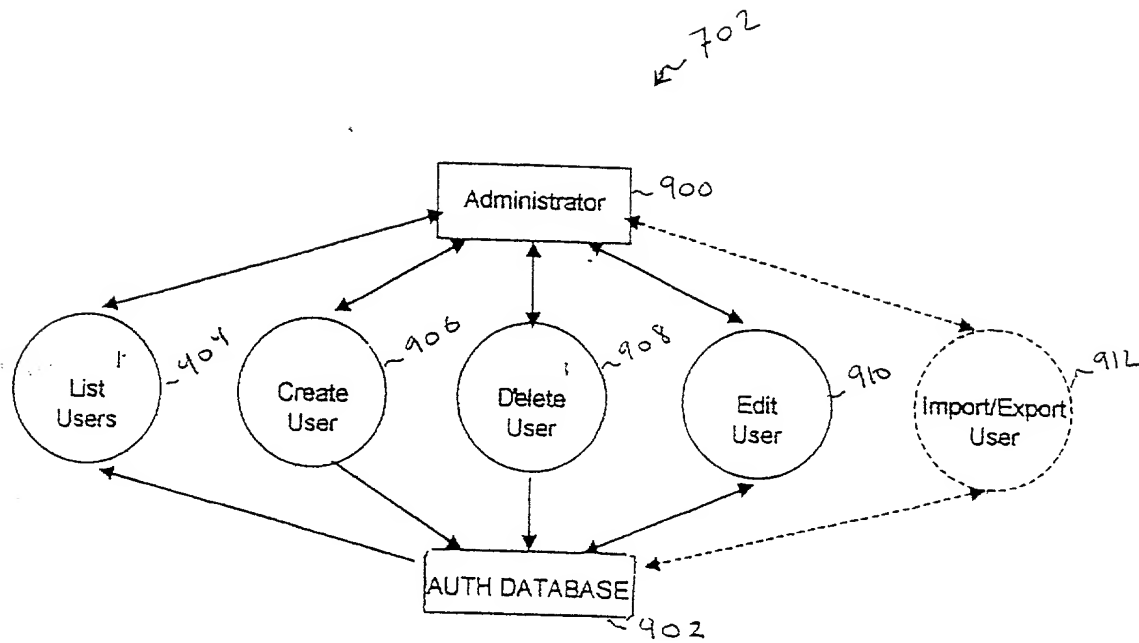 702
Administrator
900
List
Users
904
Create
User
906
Delete
User
908
Edit
User
910
Import/Export
User
912
AUTH DATABASE
902